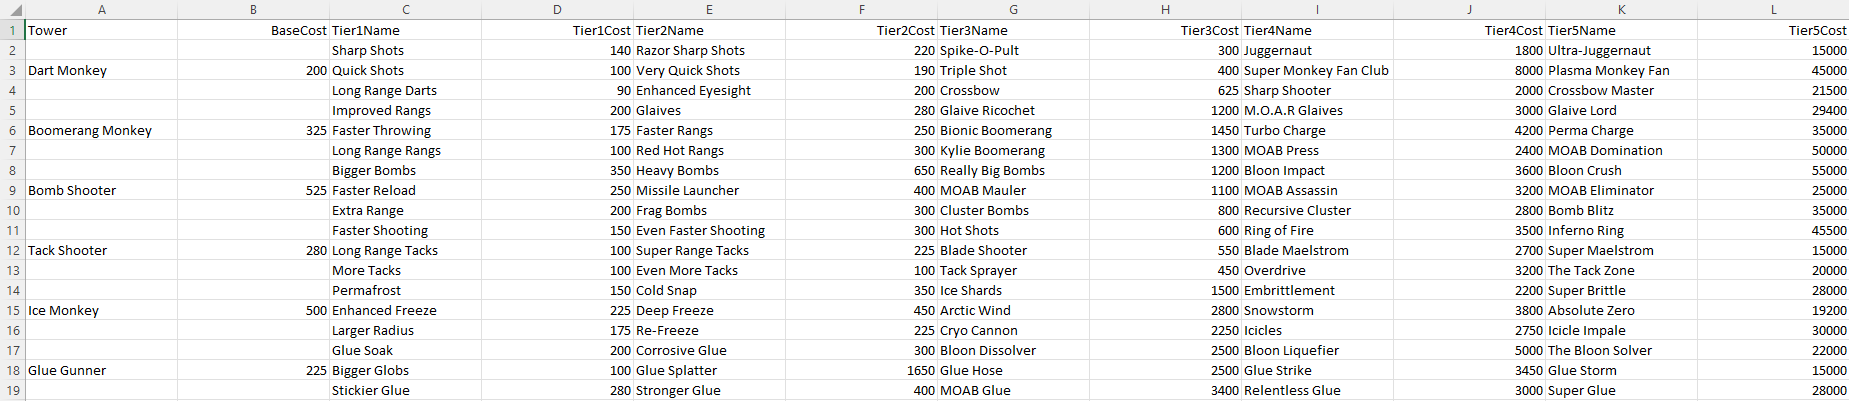 A B C D E F G H I J K L
1 Tower BaseCost Tier1Name Tier1Cost Tier2Name Tier2Cost Tier3Name Tier3Cost Tier4Name Tier4Cost Tier5Name Tier5Cost
2 Sharp Shots 140 Razor Sharp Shots 220 Spike-O-Pult 300 Juggernaut 1800 Ultra-Juggernaut 15000
3 Dart Monkey 200 Quick Shots 100 Very Quick Shots 190 Triple Shot 400 Super Monkey Fan Club 8000 Plasma Monkey Fan 45000
4 Long Range Darts 90 Enhanced Eyesight 200 Crossbow 625 Sharp Shooter 2000 Crossbow Master 21500
5 Improved Rangs 200 Glaives 280 Glaive Ricochet 1200 M.O.A.R Glaives 3000 Glaive Lord 29400
6 Boomerang Monkey 325 Faster Throwing 175 Faster Rangs 250 Bionic Boomerang 1450 Turbo Charge 4200 Perma Charge 35000
7 Long Range Rangs 100 Red Hot Rangs 300 Kylie Boomerang 1300 MOAB Press 2400 MOAB Domination 50000
8 Bigger Bombs 350 Heavy Bombs 650 Really Big Bombs 1200 Bloon Impact 3600 Bloon Crush 55000
9 Bomb Shooter 525 Faster Reload 250 Missile Launcher 400 MOAB Mauler 1100 MOAB Assassin 3200 MOAB Eliminator 25000
10 Extra Range 200 Frag Bombs 300 Cluster Bombs 800 Recursive Cluster 2800 Bomb Blitz 35000
11 Faster Shooting 150 Even Faster Shooting 300 Hot Shots 600 Ring of Fire 3500 Inferno Ring 45500
12 Tack Shooter 280 Long Range Tacks 100 Super Range Tacks 225 Blade Shooter 550 Blade Maelstrom 2700 Super Maelstrom 15000
13 More Tacks 100 Even More Tacks 100 Tack Sprayer 450 Overdrive 3200 The Tack Zone 20000
14 Permafrost 150 Cold Snap 350 Ice Shards 1500 Embrittlement 2200 Super Brittle 28000
15 Ice Monkey 500 Enhanced Freeze 225 Deep Freeze 450 Arctic Wind 2800 Snowstorm 3800 Absolute Zero 19200
16 Larger Radius 175 Re-Freeze 225 Cryo Cannon 2250 Icicles 2750 Icicle Impale 30000
17 Glue Soak 200 Corrosive Glue 300 Bloon Dissolver 2500 Bloon Liquefier 5000 The Bloon Solver 22000
18 Glue Gunner 225 Bigger Globs 100 Glue Splatter 1650 Glue Hose 2500 Glue Strike 3450 Glue Storm 15000
19 Stickier Glue 280 Stronger Glue 400 MOAB Glue 3400 Relentless Glue 3000 Super Glue 28000